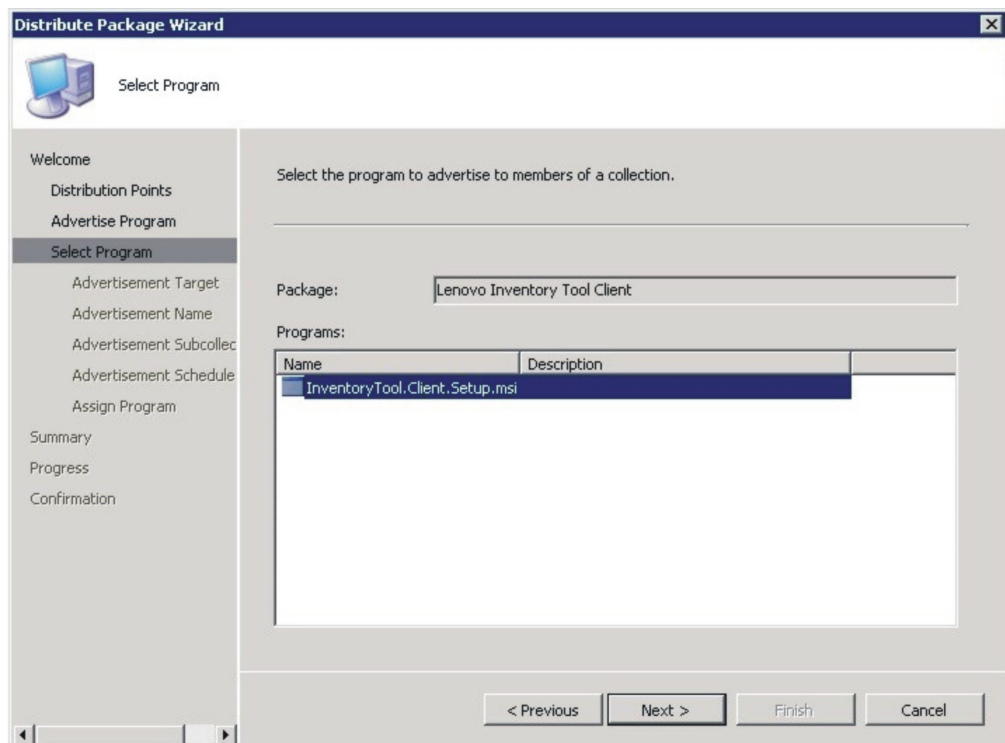 Distribute Package Wizard
Select Program
Welcome
Distribution Points
Advertise Program
Select Program
Advertisement Target
Advertisement Name
Advertisement Subcollec
Advertisement Schedule
Assign Program
Summary
Progress
Confirmation
Select the program to advertise to members of a collection.
Package: Lenovo Inventory Tool Client
Programs:
Name Description
InventoryTool.Client.Setup.msi
< Previous Next > Finish Cancel